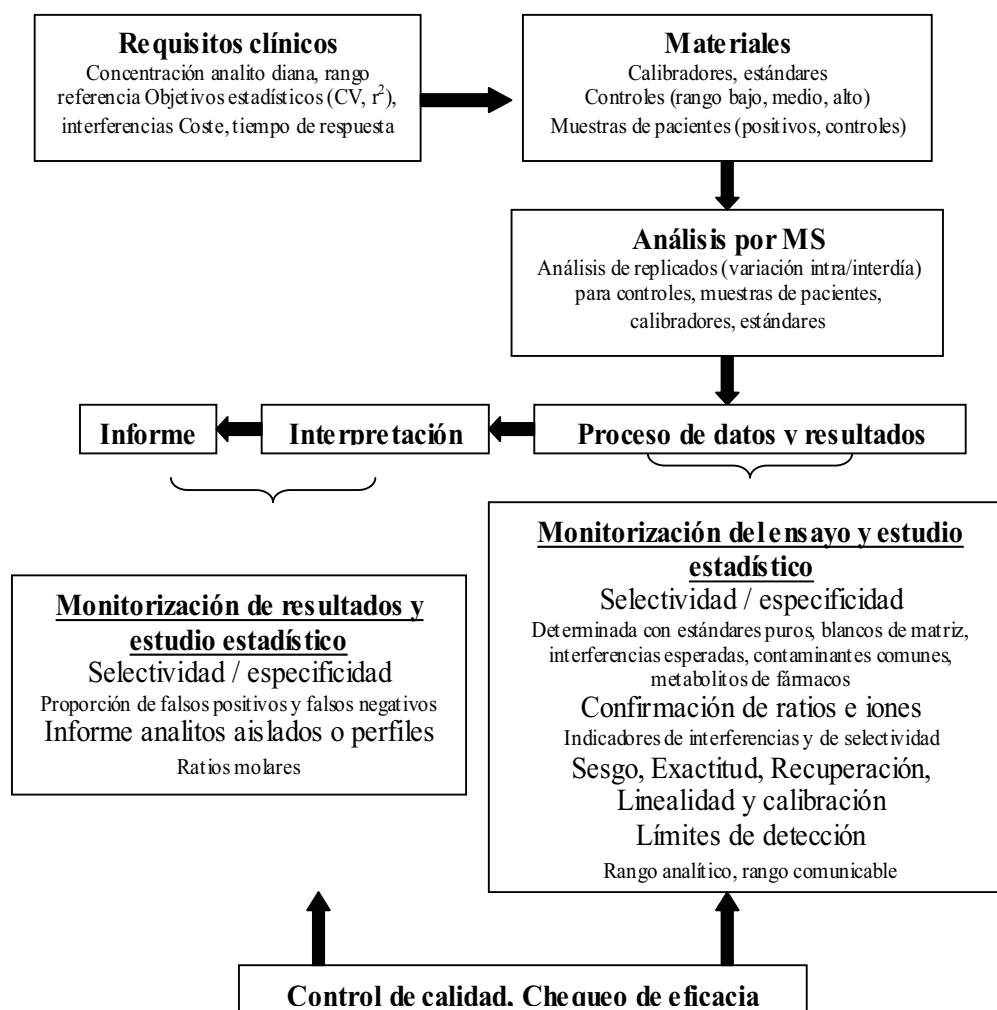 Requisitos clínicos
Concentración analito diana, rango
referencia Objetivos estadísticos (CV, r²),
interferencias Coste, tiempo de respuesta
Materiales
Calibradores, estándares
Controles (rango bajo, medio, alto)
Muestras de pacientes (positivos, controles)
Análisis por MS
Análisis de replicados (variación intra/interdía)
para controles, muestras de pacientes,
calibradores, estándares
Informe
Interpretación
Proceso de datos y resultados
Monitorización de resultados y
estudio estadístico
Selectividad / especificidad
Proporción de falsos positivos y falsos negativos
Informe analitos aislados o perfiles
Ratios molares
Monitorización del ensayo y estudio
estadístico
Selectividad / especificidad
Determinada con estándares puros, blancos de matriz,
interferencias esperadas, contaminantes comunes,
metabolitos de fármacos
Confirmación de ratios e iones
Indicadores de interferencias y de selectividad
Sesgo, Exactitud, Recuperación,
Linealidad y calibración
Límites de detección
Rango analítico, rango comunicable
Control de calidad, Chequeo de eficacia